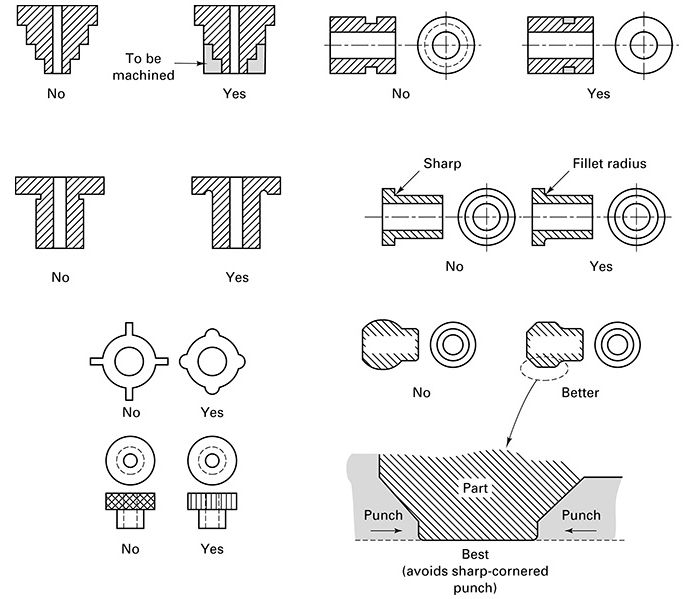 To be
machined
No
Yes
No
Yes
Sharp
Fillet radius
No
Yes
No
Yes
No
Better
No
Yes
Part
Punch
Punch
No
Yes
Best
(avoids sharp-cornered
punch)